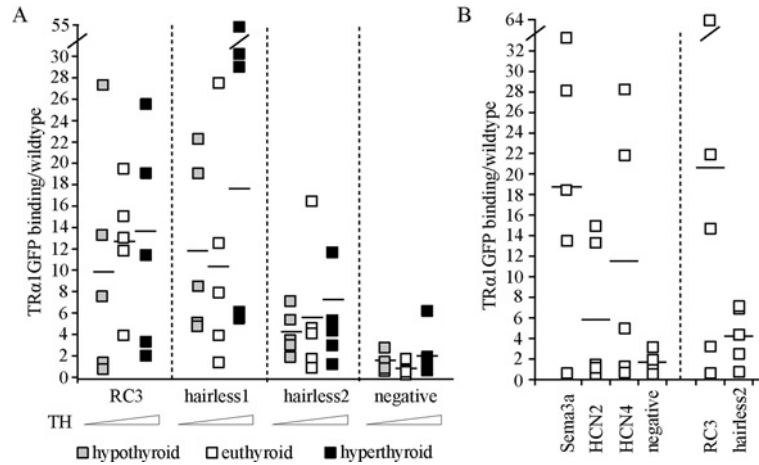 A
TRα1GFP binding/wildtype
55
32
28
26
24
22
20
18
16
14
12
10
8
6
4
2
0
RC3 hairless1 hairless2 negative
TH
hypothyroid euthyroid hyperthyroid
B
TRα1GFP binding/wildtype
64
32
28
26
24
22
20
18
16
14
12
10
8
6
4
2
0
Sema3a
HCN2
HCN4
negative
RC3
hairless2